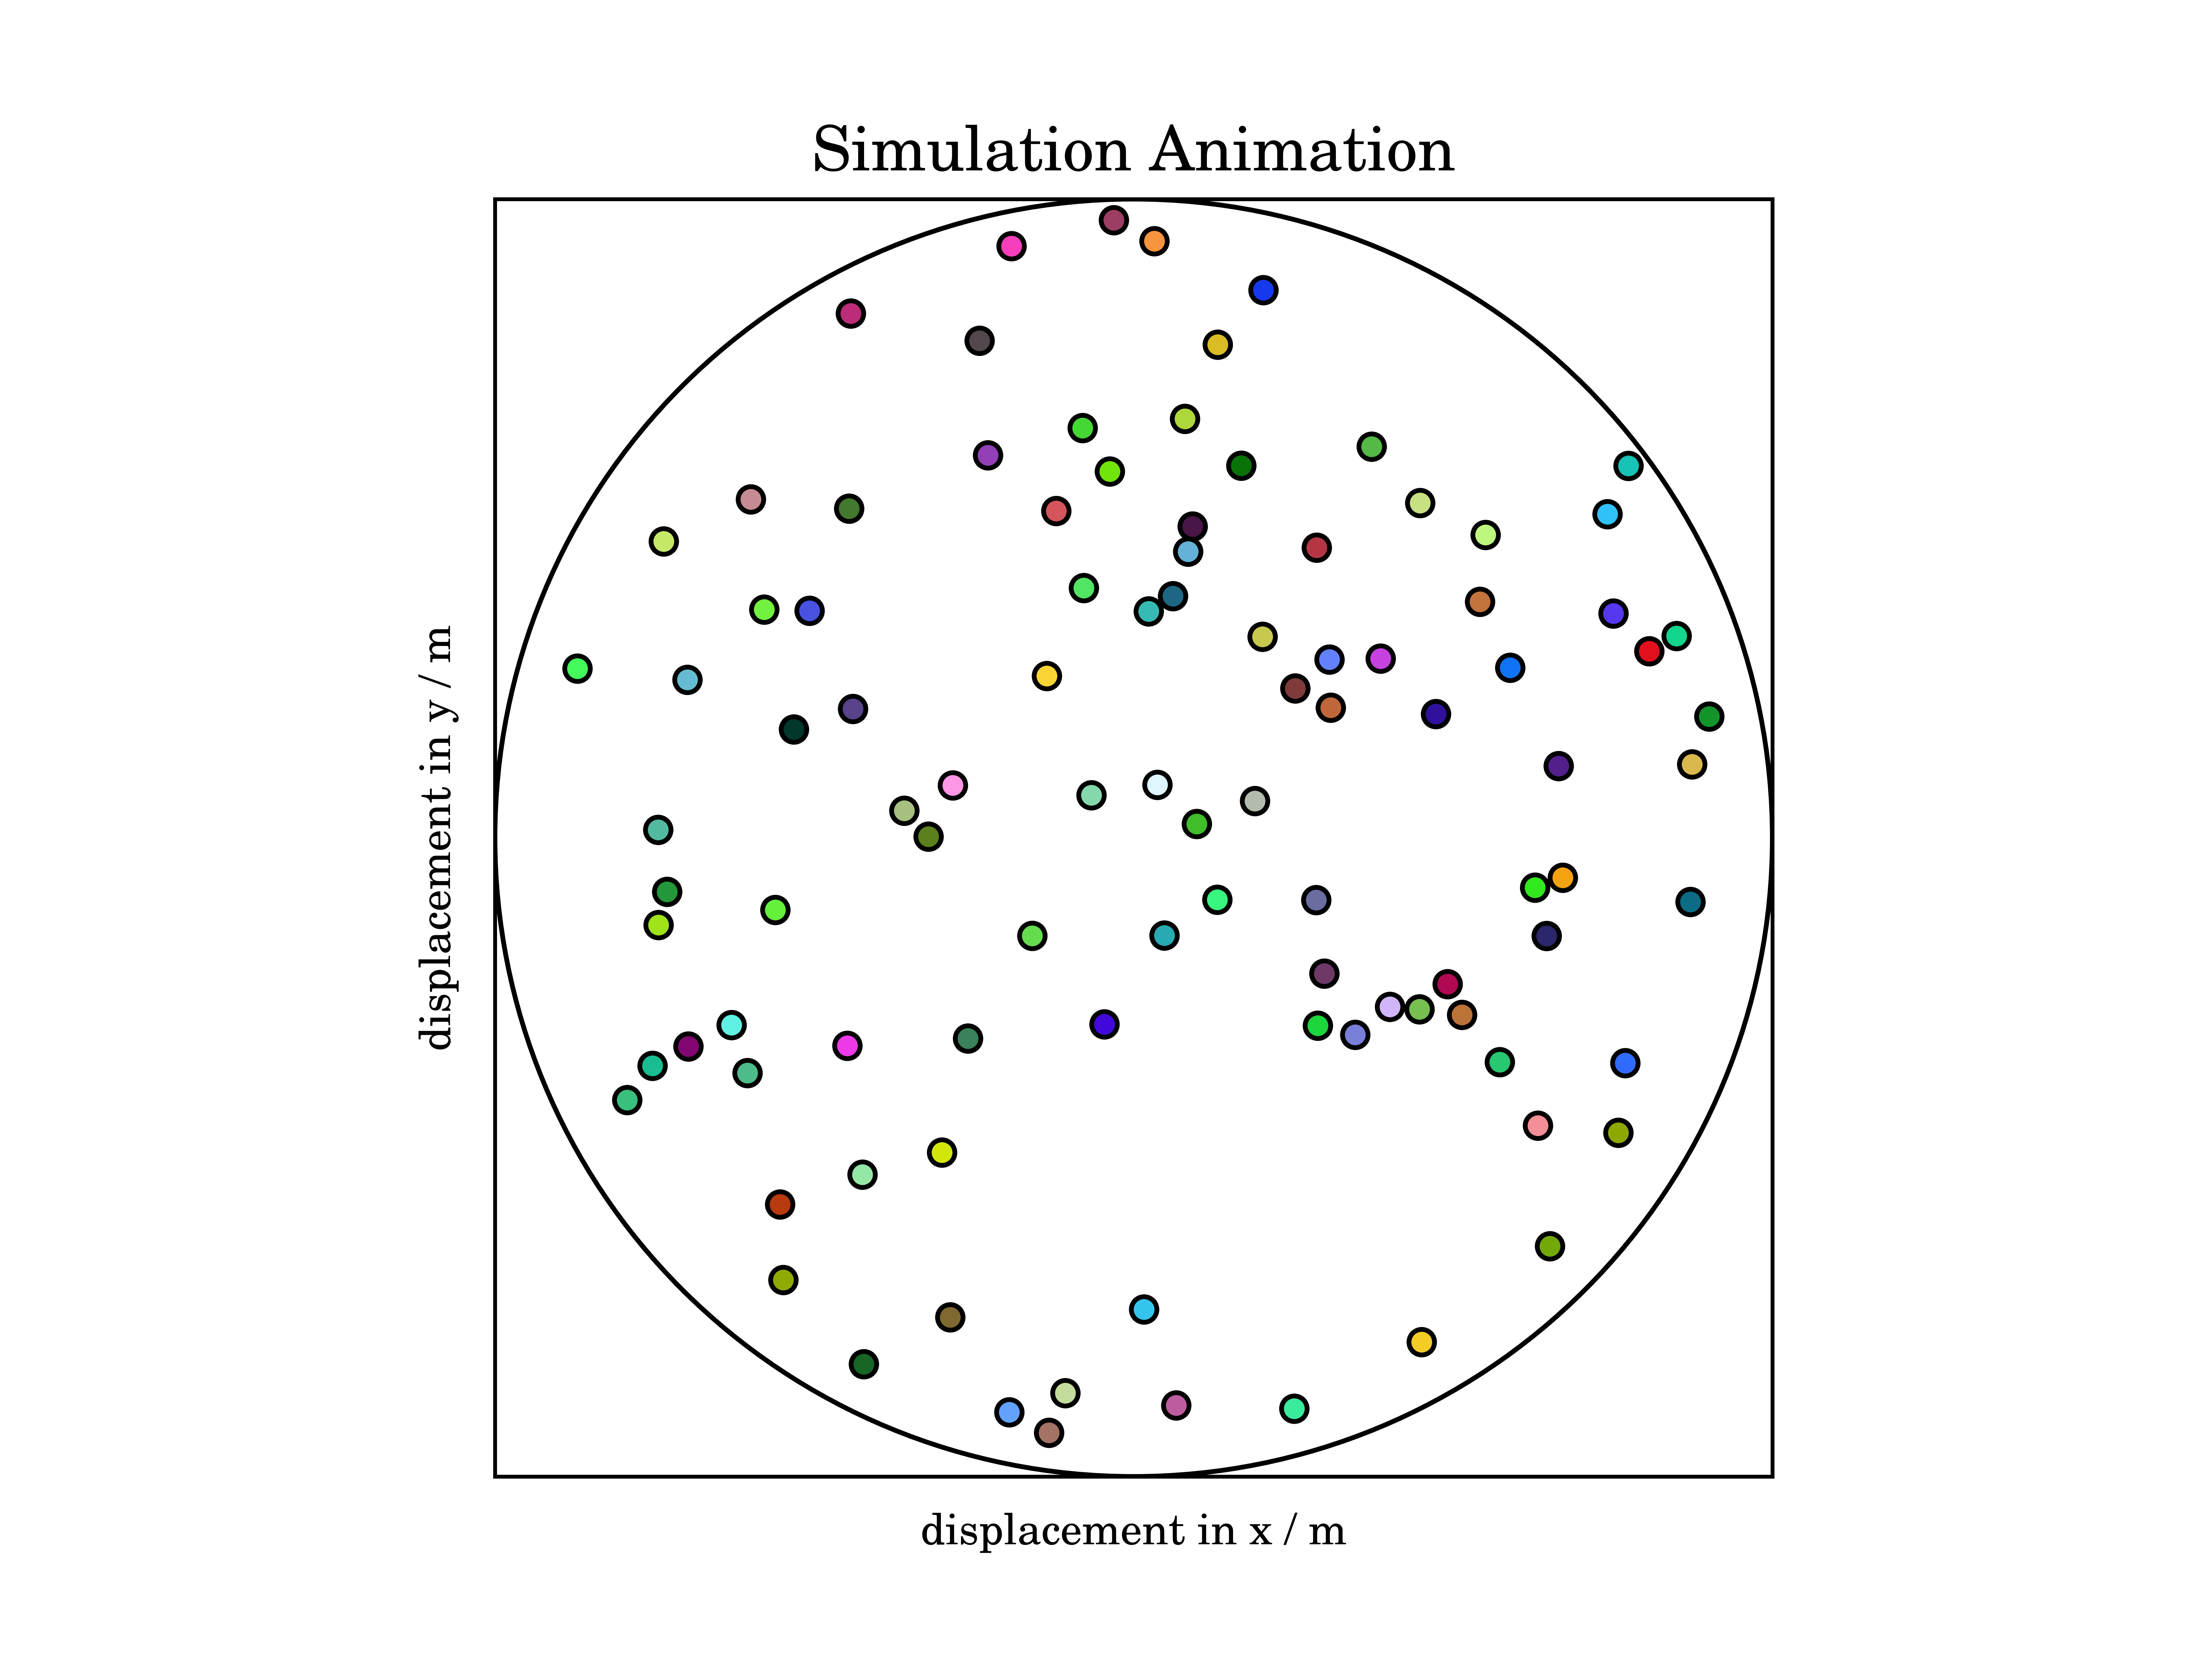 Simulation Animation
displacement in y / m
displacement in x / m